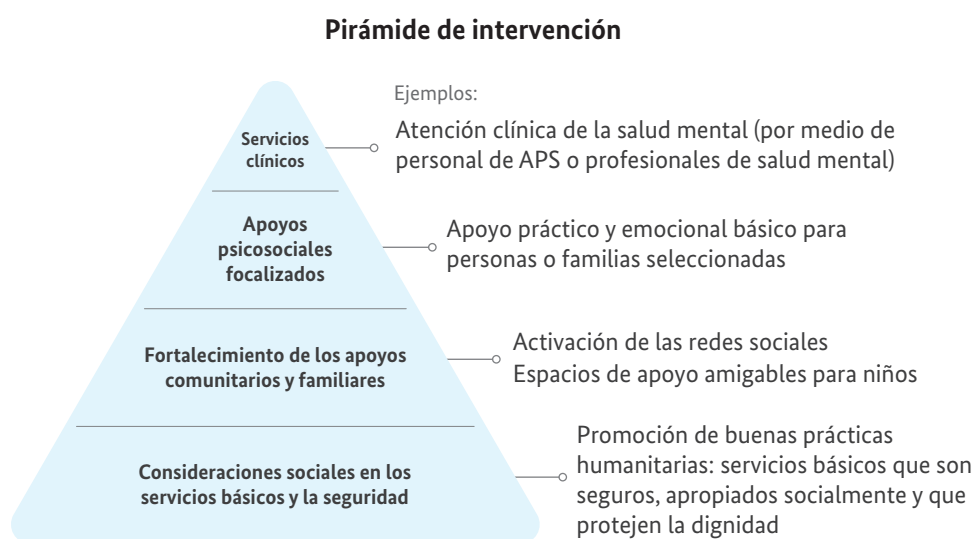 Pirámide de intervención
Ejemplos:
Servicios
clínicos
Atención clínica de la salud mental (por medio de
personal de APS o profesionales de salud mental)
Apoyos
psicosociales
focalizados
Apoyo práctico y emocional básico para
personas o familias seleccionadas
Fortalecimiento de los apoyos
comunitarios y familiares
Activación de las redes sociales
Espacios de apoyo amigables para niños
Consideraciones sociales en los
servicios básicos y la seguridad
Promoción de buenas prácticas
humanitarias: servicios básicos que son
seguros, apropiados socialmente y que
protejen la dignidad